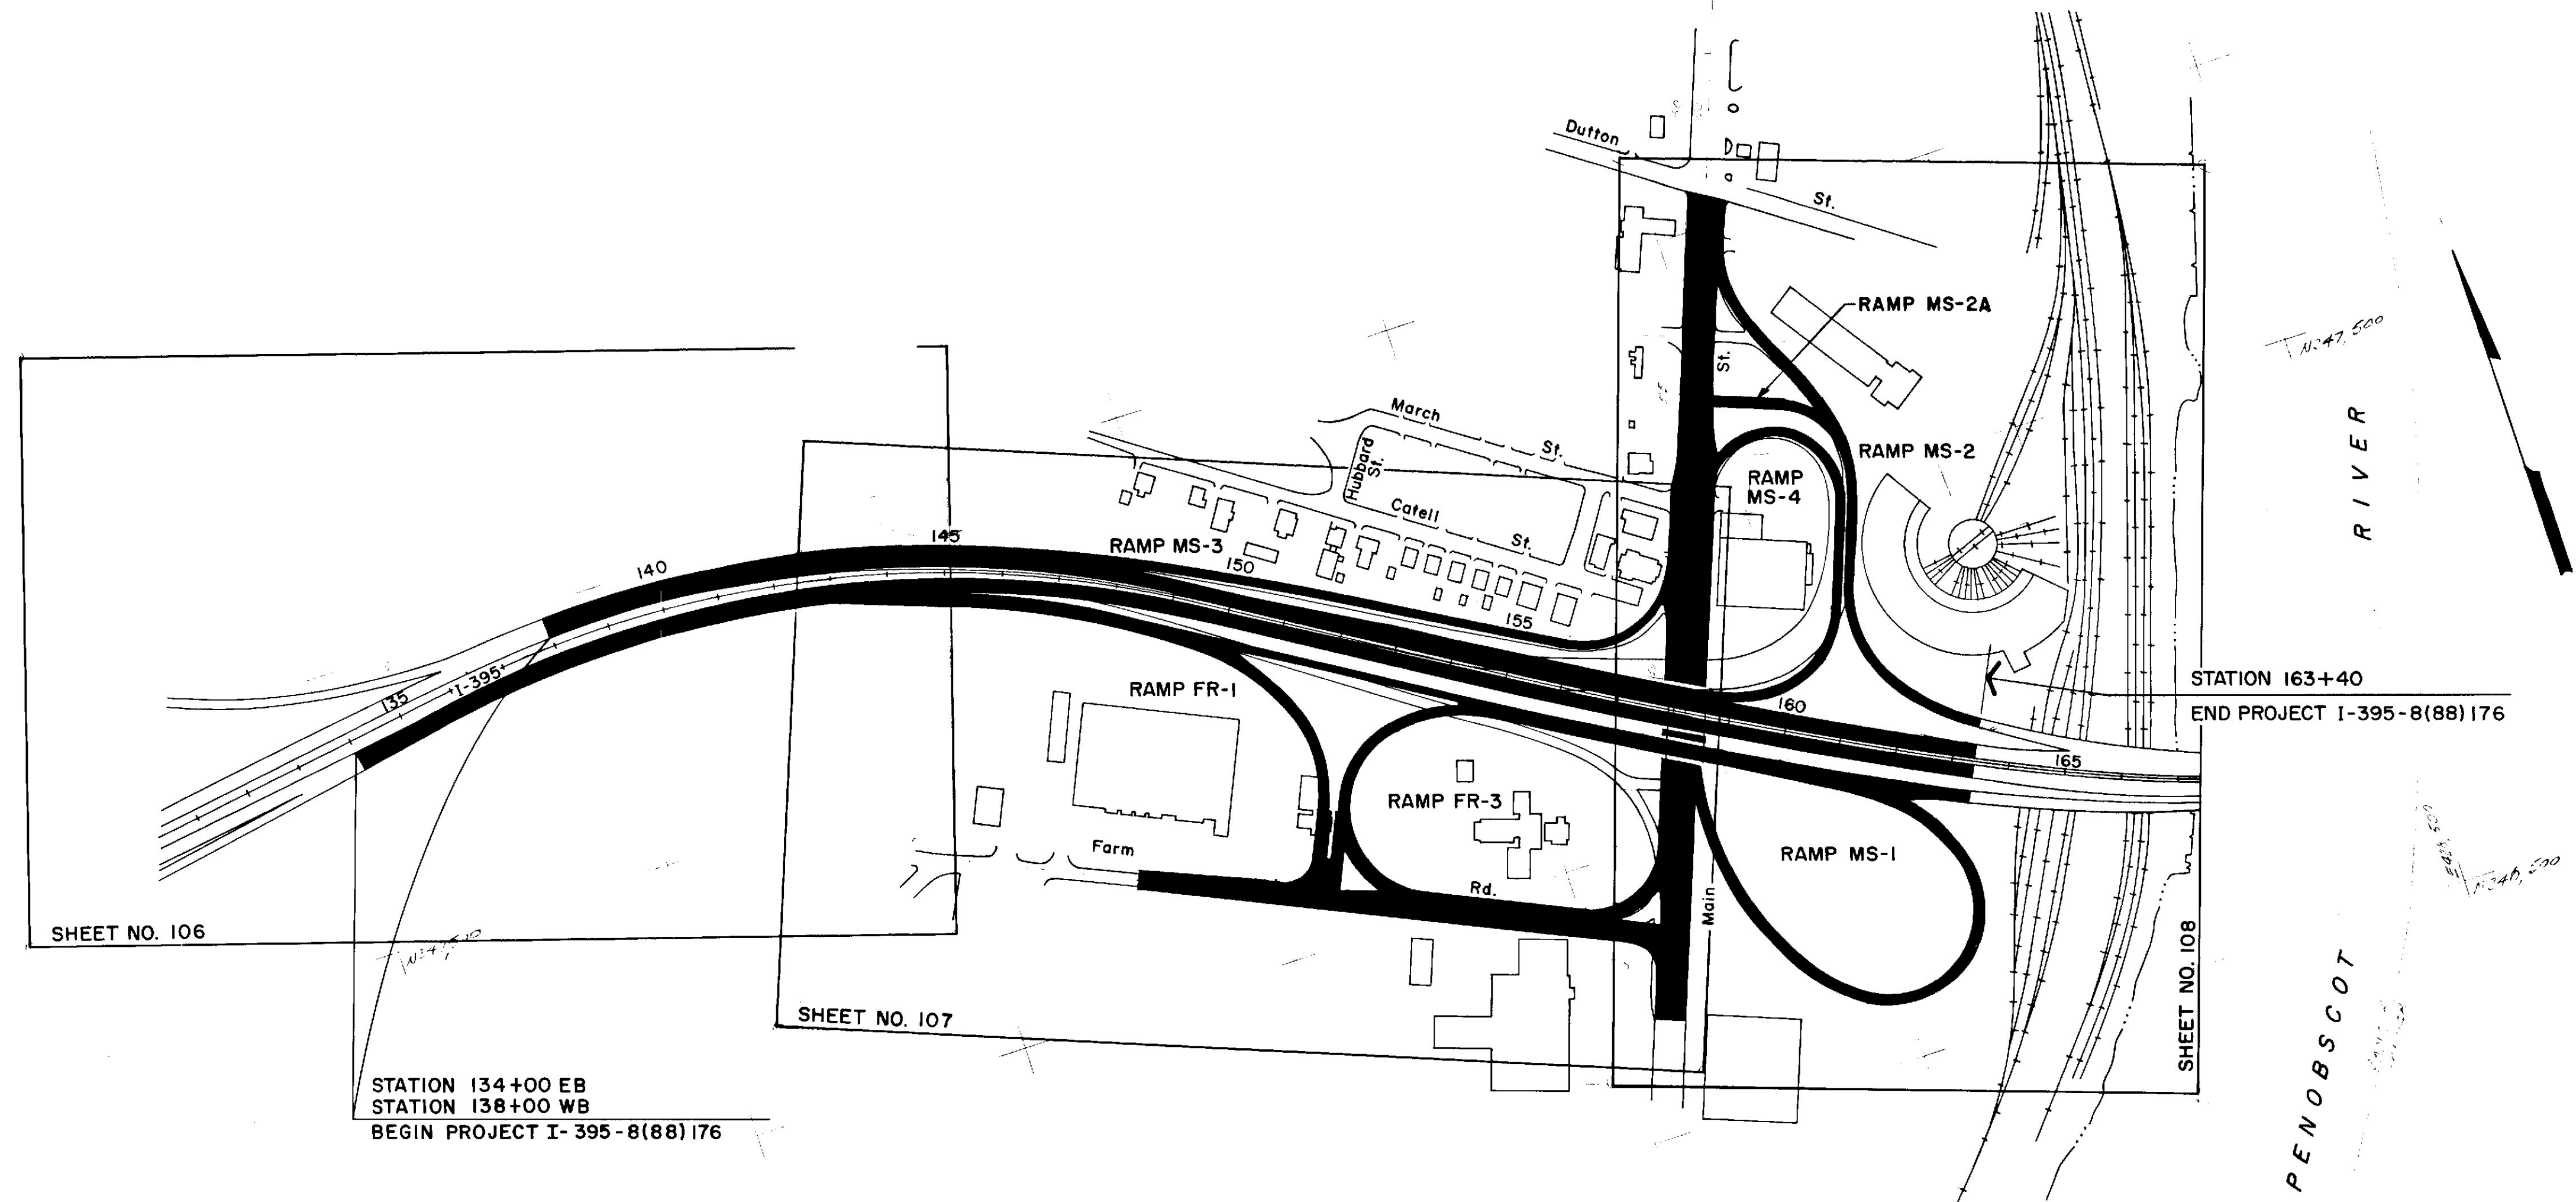 Dutton
St.
RAMP MS-2A
St.
N347,500
March
St.
Hubbard
St.
RAMP MS-2
RAMP
MS-4
RIVER
Catell
St.
145
RAMP MS-3
150
140
155
I-395
135
STATION 163+40
END PROJECT I-395-8(88)176
RAMP FR-1
160
165
RAMP FR-3
Farm
RAMP MS-1
Rd.
Main
SHEET NO. 106
SHEET NO. 108
PENOBSCOT
SHEET NO. 107
STATION 134+00 EB
STATION 138+00 WB
BEGIN PROJECT I-395-8(88)176